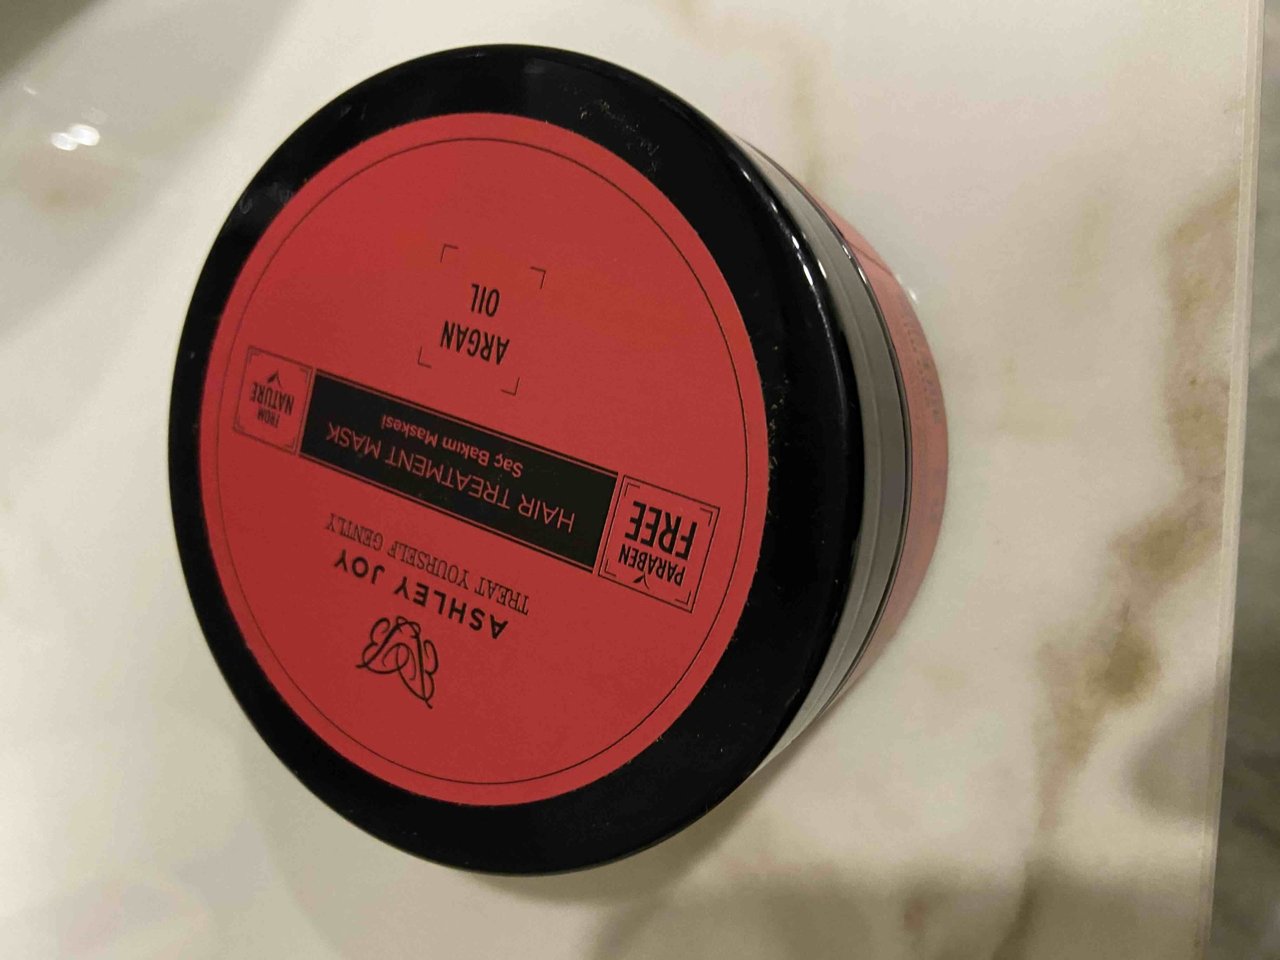 ASHLEY JOY
TREAT YOURSELF GENTLY
PARABEN
FREE
HAIR TREATMENT MASK
Saç Bakım Maskesi
FROM
NATURE
ARGAN
OIL